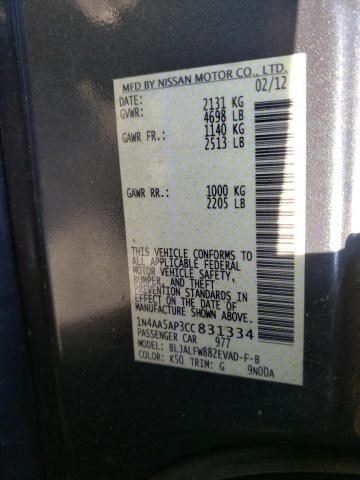 MFD BY NISSAN MOTOR CO., LTD.
02/12
DATE: 2131 KG
GVWR: 4698 LB
GAWR FR.: 1140 KG
2513 LB
GAWR RR.: 1000 KG
2205 LB
THIS VEHICLE CONFORMS TO
ALL APPLICABLE FEDERAL
MOTOR VEHICLE SAFETY,
BUMPER, AND THEFT
PREVENTION STANDARDS IN
EFFECT ON THE DATE OF
MANUFACTURE SHOWN ABOVE.
1N4AA5AP3CC831334
PASSENGER CAR 977
MODEL: BLJALFW882EVAD-F-B
COLOR: K50 TRIM: G 9N00A